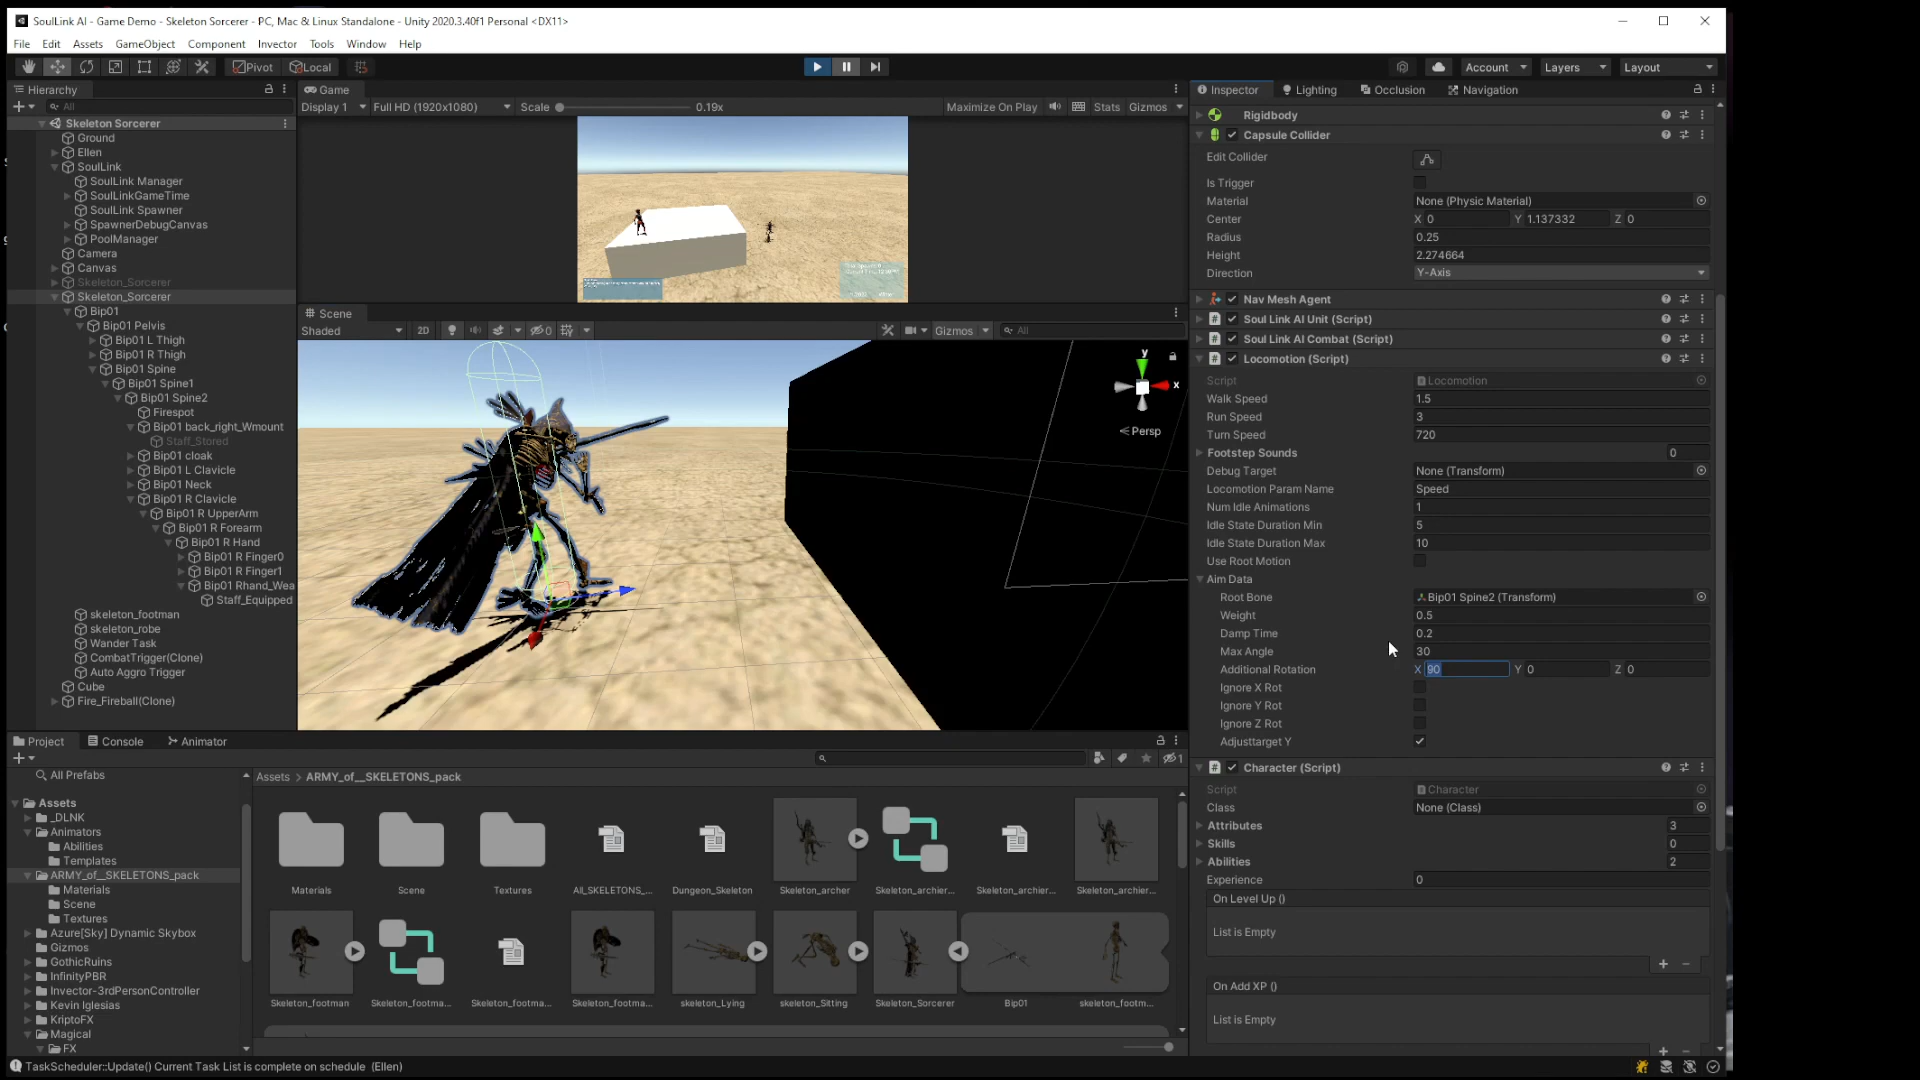 SoulLink AI - Game Demo - Skeleton Sorcerer - PC, Mac & Linux Standalone - Unity 2020.3.40f1 Personal <DX11>
File Edit Assets GameObject Component Invector Tools Window Help
Pivot Local
Account Layers Layout
Hierarchy
All
Skeleton Sorcerer
Ground
Ellen
SoulLink
SoulLink Manager
SoulLinkGameTime
SoulLink Spawner
SpawnerDebugCanvas
PoolManager
Camera
Canvas
Skeleton_Sorcerer
Skeleton_Sorcerer
Bip01
Bip01 Pelvis
Bip01 L Thigh
Bip01 R Thigh
Bip01 Spine
Bip01 Spine1
Bip01 Spine2
Firespot
Bip01 back_right_Wmount
Staff_Stored
Bip01 cloak
Bip01 L Clavicle
Bip01 Neck
Bip01 R Clavicle
Bip01 R UpperArm
Bip01 R Forearm
Bip01 R Hand
Bip01 R Finger0
Bip01 R Finger1
Bip01 Rhand_Wea
Staff_Equipped
skeleton_footman
skeleton_robe
Wander Task
CombatTrigger(Clone)
Auto Aggro Trigger
Cube
Fire_Fireball(Clone)
Game
Display 1 Full HD (1920x1080) Scale 0.19x Maximize On Play Stats Gizmos
Scene
Shaded 2D 0 Gizmos All
y
x
Persp
Inspector Lighting Occlusion Navigation
Rigidbody
Capsule Collider
Edit Collider
Is Trigger
Material None (Physic Material)
Center X 0 Y 1.137332 Z 0
Radius 0.25
Height 2.274664
Direction Y-Axis
Nav Mesh Agent
Soul Link AI Unit (Script)
Soul Link AI Combat (Script)
Locomotion (Script)
Script Locomotion
Walk Speed 1.5
Run Speed 3
Turn Speed 720
Footstep Sounds 0
Debug Target None (Transform)
Locomotion Param Name Speed
Num Idle Animations 1
Idle State Duration Min 5
Idle State Duration Max 10
Use Root Motion
Aim Data
Root Bone Bip01 Spine2 (Transform)
Weight 0.5
Damp Time 0.2
Max Angle 30
Additional Rotation X 90 Y 0 Z 0
Ignore X Rot
Ignore Y Rot
Ignore Z Rot
Adjusttarget Y
Character (Script)
Script Character
Class None (Class)
Attributes 3
Skills 0
Abilities 2
Experience 0
On Level Up ()
List is Empty
On Add XP ()
List is Empty
Project Console Animator
1
All Prefabs
Assets
_DLNK
Animators
Abilities
Templates
ARMY_of__SKELETONS_pack
Materials
Scene
Textures
Azure[Sky] Dynamic Skybox
Gizmos
GothicRuins
InfinityPBR
Invector-3rdPersonController
Kevin Iglesias
KriptoFX
Magical
FX
Assets > ARMY_of__SKELETONS_pack
Materials Scene Textures All_SKELETONS_... Dungeon_Skeleton Skeleton_archer Skeleton_archier... Skeleton_archier... Skeleton_archier...
Skeleton_footman Skeleton_footma... Skeleton_footma... Skeleton_footma... skeleton_Lying skeleton_Sitting Skeleton_Sorcerer Bip01 skeleton_footm...
TaskScheduler::Update() Current Task List is complete on schedule (Ellen)